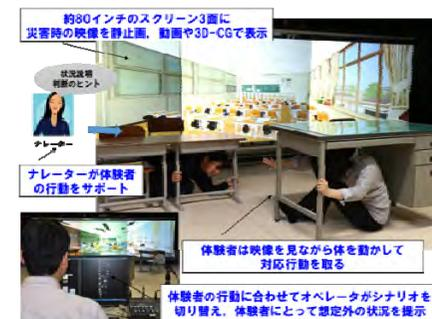 約80インチのスクリーン3面に
災害時の映像を静止画，動画や3D-CGで表示
状況説明
判断のヒント
ナレーター
ナレーターが体験者
の行動をサポート
体験者は映像を見ながら体を動かして
対応行動を取る
体験者の行動に合わせてオペレータがシナリオを
切り替え，体験者にとって想定外の状況を提示